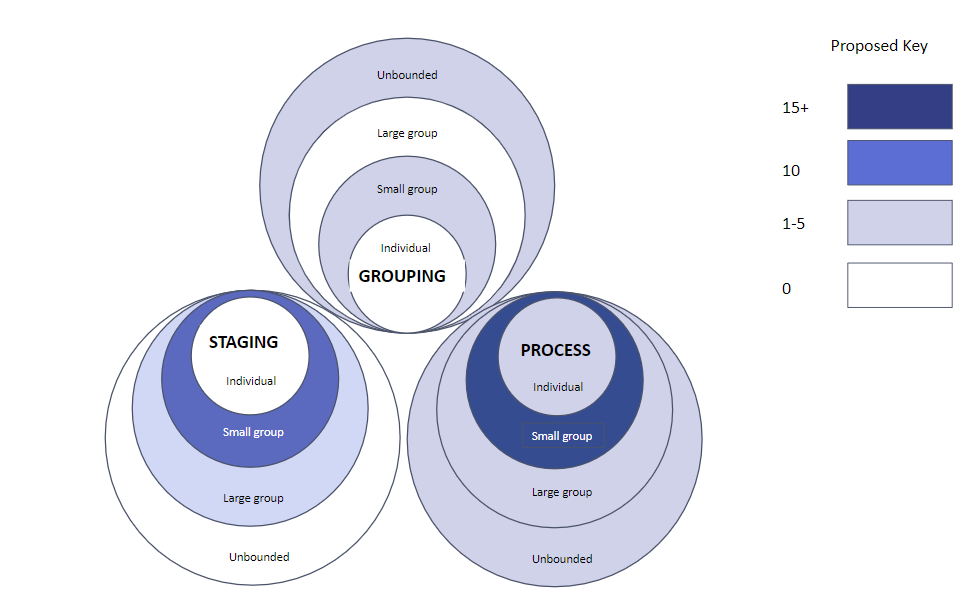 Proposed Key
15+
10
1-5
0
Unbounded
Large group
Small group
Individual
GROUPING
STAGING
Individual
Small group
Large group
Unbounded
PROCESS
Individual
Small group
Large group
Unbounded